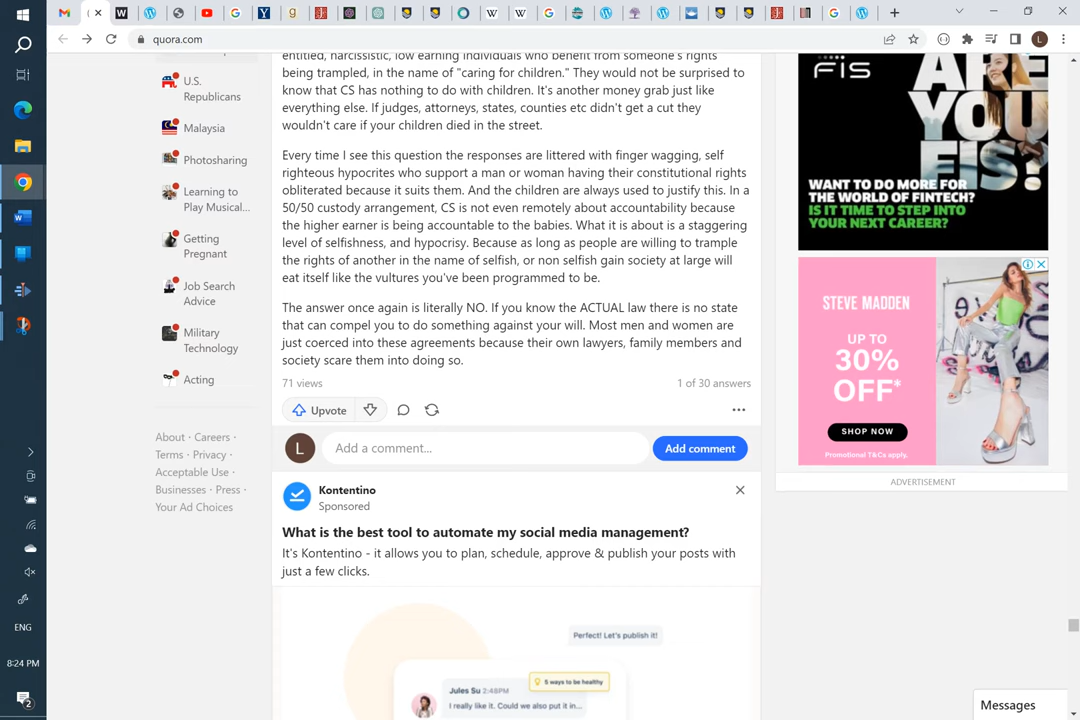 quora.com
entitled, narcissistic, low earning individuals who benefit from someone's rights
being trampled, in the name of "caring for children." They would not be surprised to
know that CS has nothing to do with children. It's another money grab just like
everything else. If judges, attorneys, states, counties etc didn't get a cut they
wouldn't care if your children died in the street.
Every time I see this question the responses are littered with finger wagging, self
righteous hypocrites who support a man or woman having their constitutional rights
obliterated because it suits them. And the children are always used to justify this. In a
50/50 custody arrangement, CS is not even remotely about accountability because
the higher earner is being accountable to the babies. What it is about is a staggering
level of selfishness, and hypocrisy. Because as long as people are willing to trample
the rights of another in the name of selfish, or non selfish gain society at large will
eat itself like the vultures you've been programmed to be.
The answer once again is literally NO. If you know the ACTUAL law there is no state
that can compel you to do something against your will. Most men and women are
just coerced into these agreements because their own lawyers, family members and
society scare them into doing so.
71 views
1 of 30 answers
Upvote
L
Add a comment...
Add comment
Kontentino
Sponsored
What is the best tool to automate my social media management?
It's Kontentino - it allows you to plan, schedule, approve & publish your posts with
just a few clicks.
Perfect! Let's publish it!
5 ways to be healthy
Jules Su 2:48PM
I really like it. Could we also put it in...
U.S.
Republicans
Malaysia
Photosharing
Learning to
Play Musical...
Getting
Pregnant
Job Search
Advice
Military
Technology
Acting
About · Careers ·
Terms · Privacy ·
Acceptable Use ·
Businesses · Press ·
Your Ad Choices
FIS
ARE
YOU
FIS?
WANT TO DO MORE FOR
THE WORLD OF FINTECH?
IS IT TIME TO STEP INTO
YOUR NEXT CAREER?
STEVE MADDEN
UP TO
30%
OFF*
SHOP NOW
Promotional T&Cs apply.
ADVERTISEMENT
Messages
ENG
8:24 PM
2
L